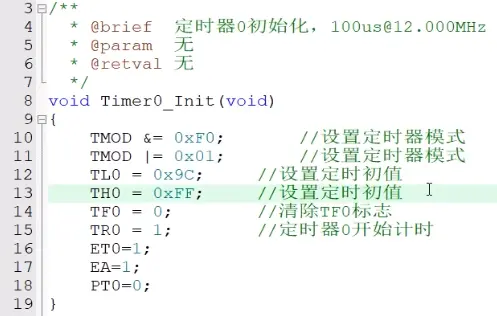 3 /**
4 * @brief 定时器0初始化，100us@12.000MHz
5 * @param 无
6 * @retval 无
7 */
8 void Timer0_Init(void)
9 {
10 TMOD &= 0xF0; //设置定时器模式
11 TMOD |= 0x01; //设置定时器模式
12 TL0 = 0x9C; //设置定时初值
13 TH0 = 0xFF; //设置定时初值
14 TF0 = 0; //清除TF0标志
15 TR0 = 1; //定时器0开始计时
16 ET0=1;
17 EA=1;
18 PT0=0;
19 }